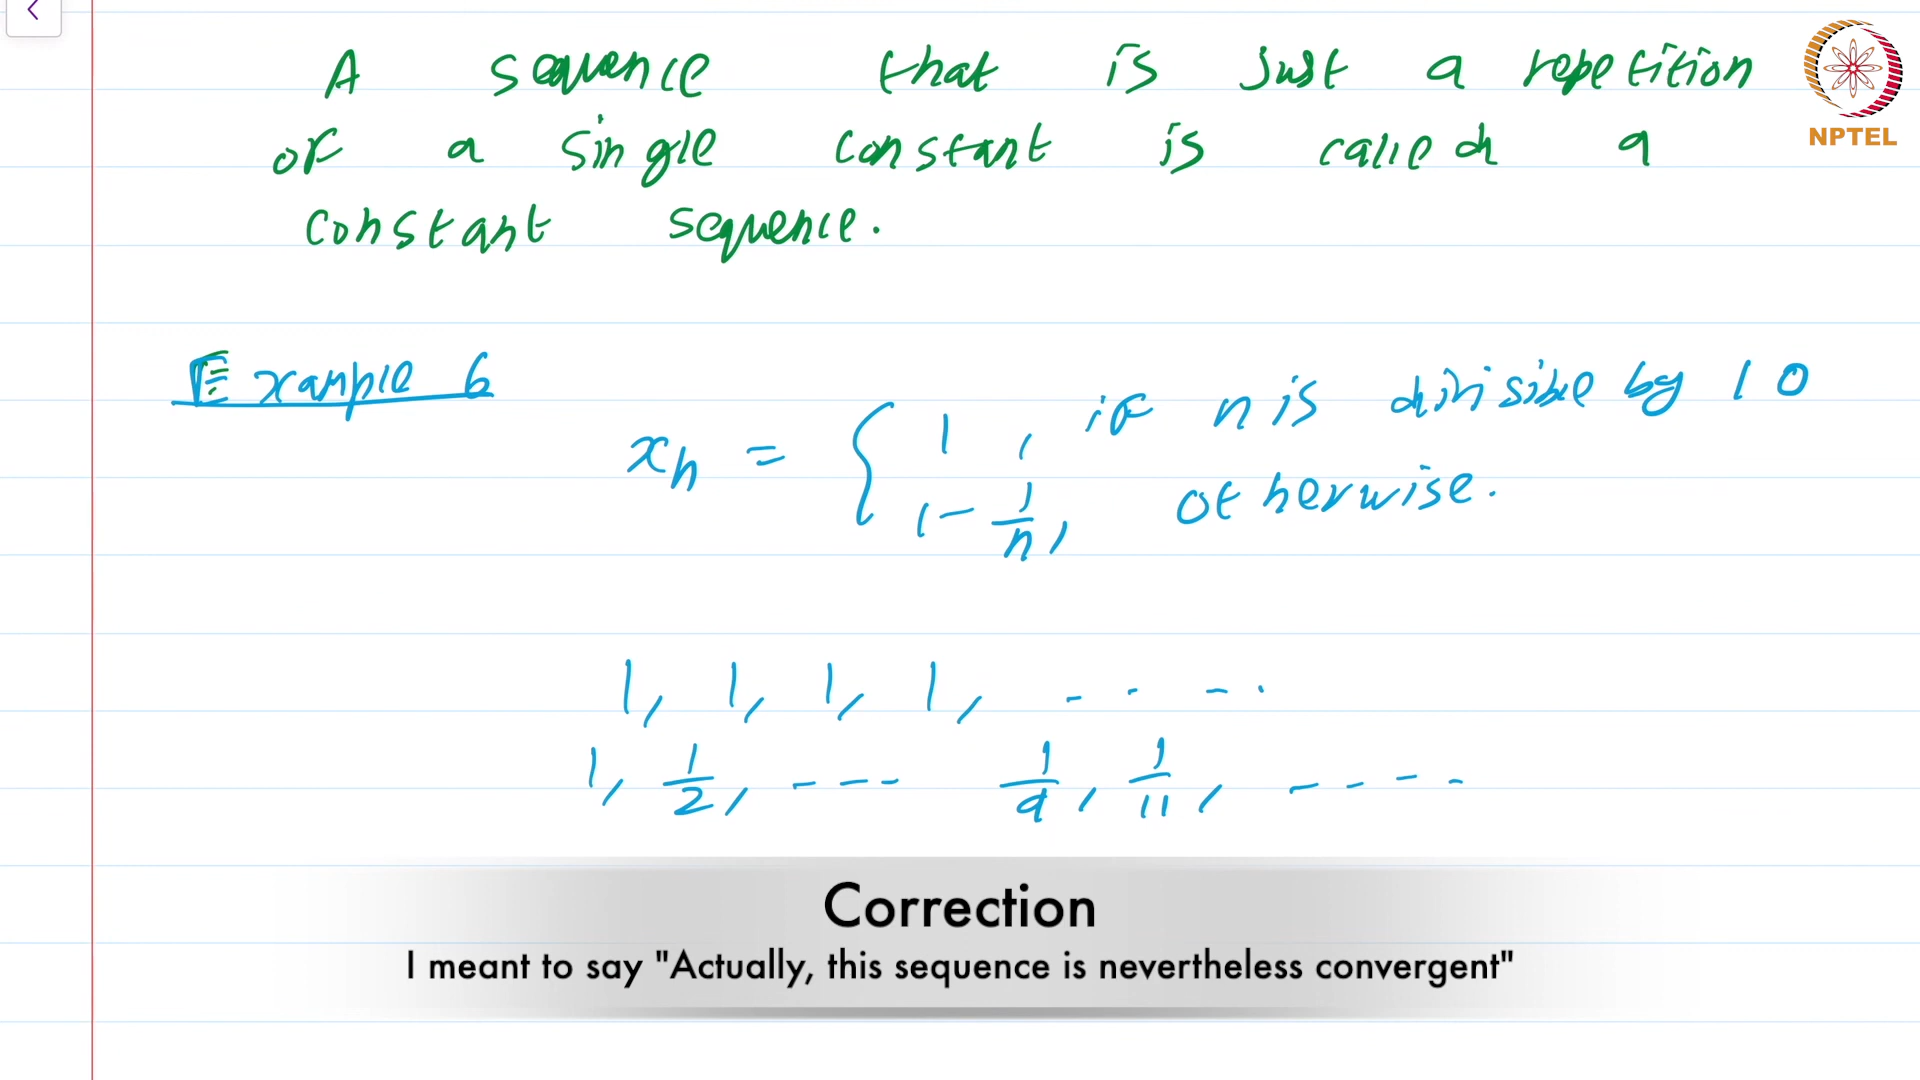 A sequence that is just a repetition
NPTEL
of a single constant is called a
constant sequence.
Example 6
xₙ = { 1 , if n is divisible by 10
1 - 1/n , otherwise.
1, 1, 1, 1, - - - -
1, 1/2, - - - 1/9, 1/11, - - - -
Correction
I meant to say "Actually, this sequence is nevertheless convergent"